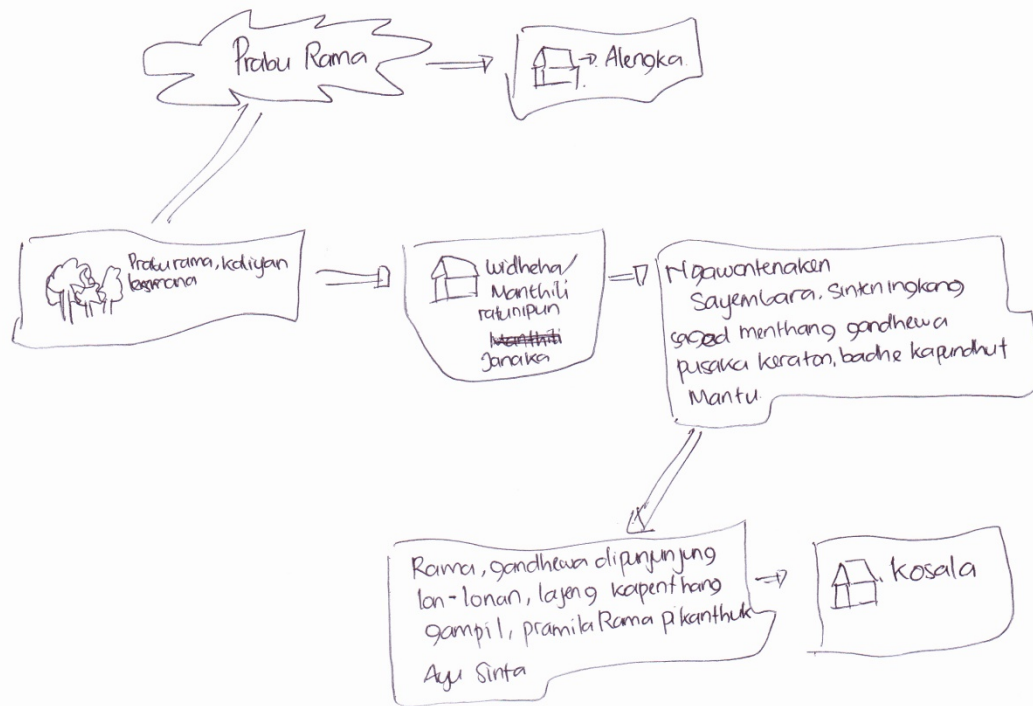 Prabu Rama
→ Alengka.
Prabu rama, kaliyan
lesmana
Widheha/
Manthili
ratunipun
Manthili
Janaka
Ngawontenaken
Sayembara, Sinten ingkang
saged menthang gandhewa
pusaka keraton, badhe kapundhut
Mantu.
Rama, gandhewa dipunjunjung
lon-lonan, lajeng kapenthang
gampil, pramila Rama pikanthuk
Ayu Sinta
Kosala